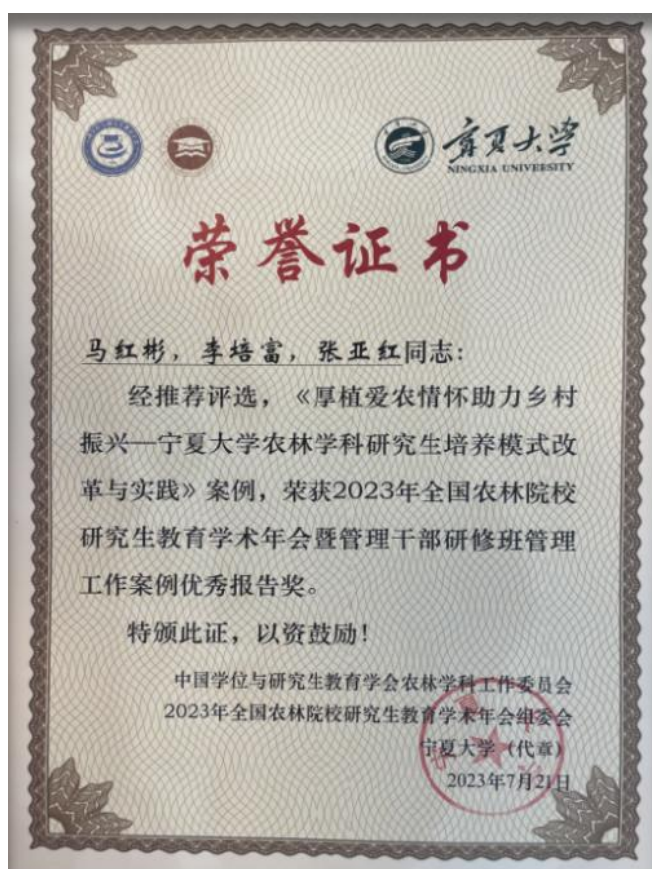 宁夏大学
NINGXIA UNIVERSITY
荣誉证书
马红彬，李培富，张亚红同志：
经推荐评选，《厚植爱农情怀助力乡村
振兴—宁夏大学农林学科研究生培养模式改
革与实践》案例，荣获2023年全国农林院校
研究生教育学术年会暨管理干部研修班管理
工作案例优秀报告奖。
特颁此证，以资鼓励！
中国学位与研究生教育学会农林学科工作委员会
2023年全国农林院校研究生教育学术年会组委会
宁夏大学（代章）
2023年7月21日